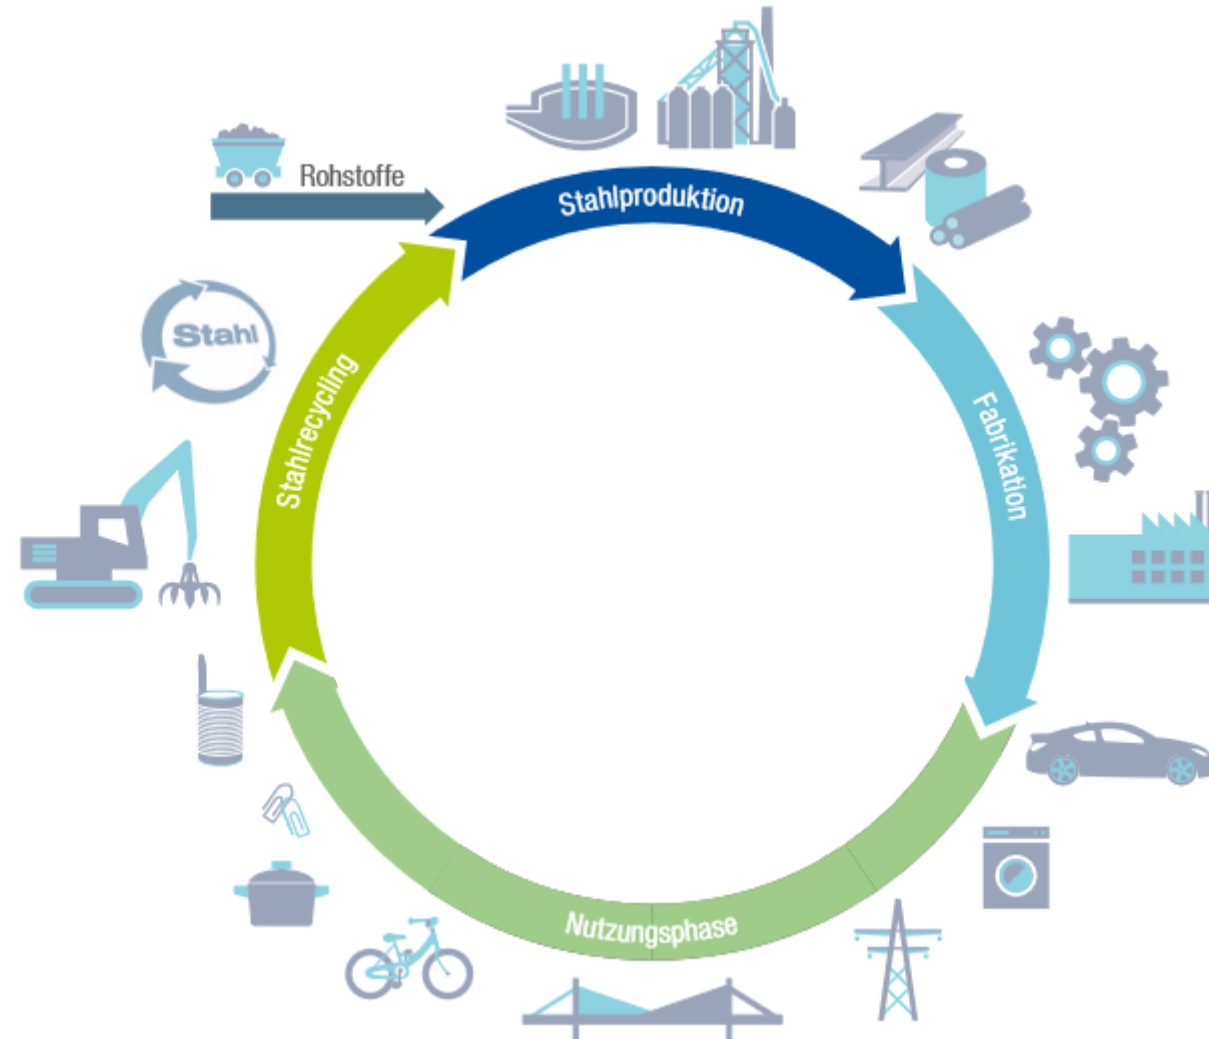 Rohstoffe
Stahlproduktion
Stahl
Stahlrecycling
Fabrikation
Nutzungsphase